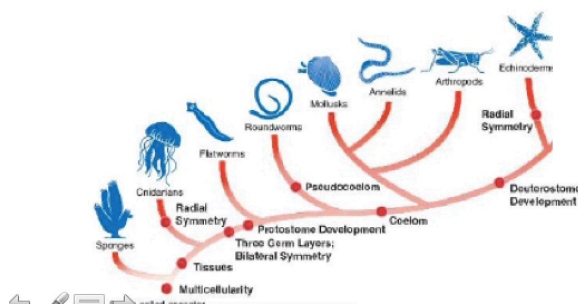 Echinoderms
Arthropods
Annelids
Mollusks
Radial
Symmetry
Roundworms
Flatworms
Pseudocoelom
Cnidarians
Deuterostome
Development
Radial
Symmetry
Coelom
Protostome Development
Three Germ Layers;
Bilateral Symmetry
Sponges
Tissues
Multicellularity